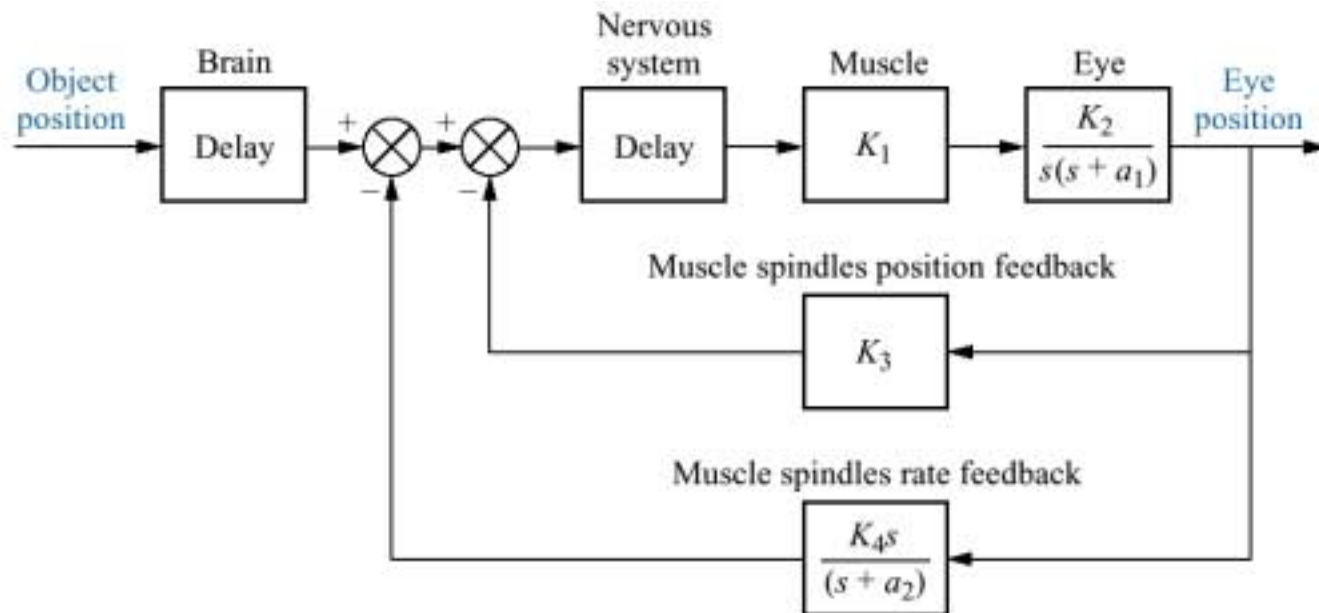 Object
position
Brain
Delay
+
−
+
−
Nervous
system
Delay
Muscle
K₁
Eye
K₂
s(s + a₁)
Eye
position
Muscle spindles position feedback
K₃
Muscle spindles rate feedback
K₄s
(s + a₂)